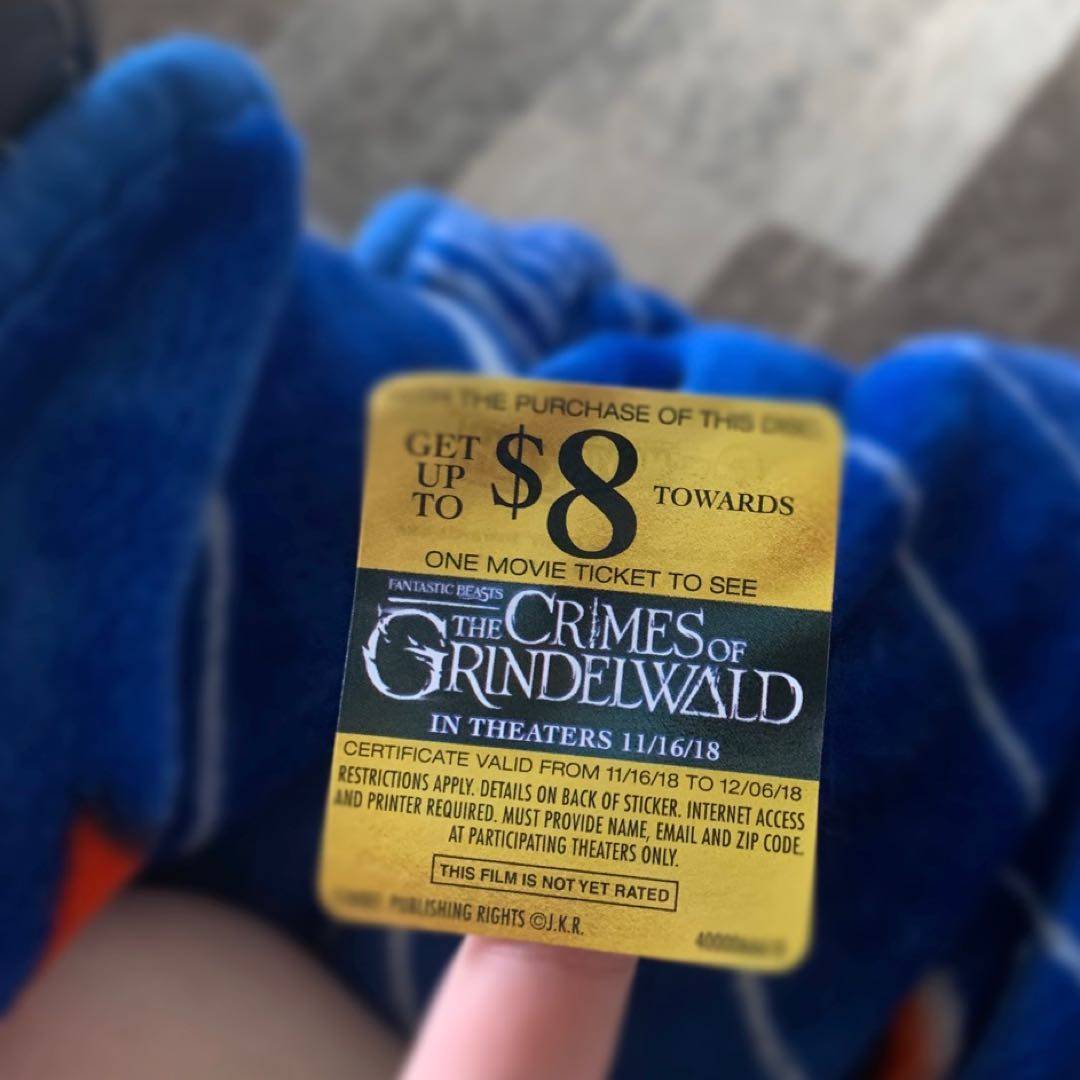 THE PURCHASE OF THIS
GET
UP
TO
$8
TOWARDS
ONE MOVIE TICKET TO SEE
FANTASTIC BEASTS
THE CRIMES OF
GRINDELWALD
IN THEATERS 11/16/18
CERTIFICATE VALID FROM 11/16/18 TO 12/06/18
RESTRICTIONS APPLY. DETAILS ON BACK OF STICKER. INTERNET ACCESS
AND PRINTER REQUIRED. MUST PROVIDE NAME, EMAIL AND ZIP CODE.
AT PARTICIPATING THEATERS ONLY.
THIS FILM IS NOT YET RATED
PUBLISHING RIGHTS ©J.K.R.